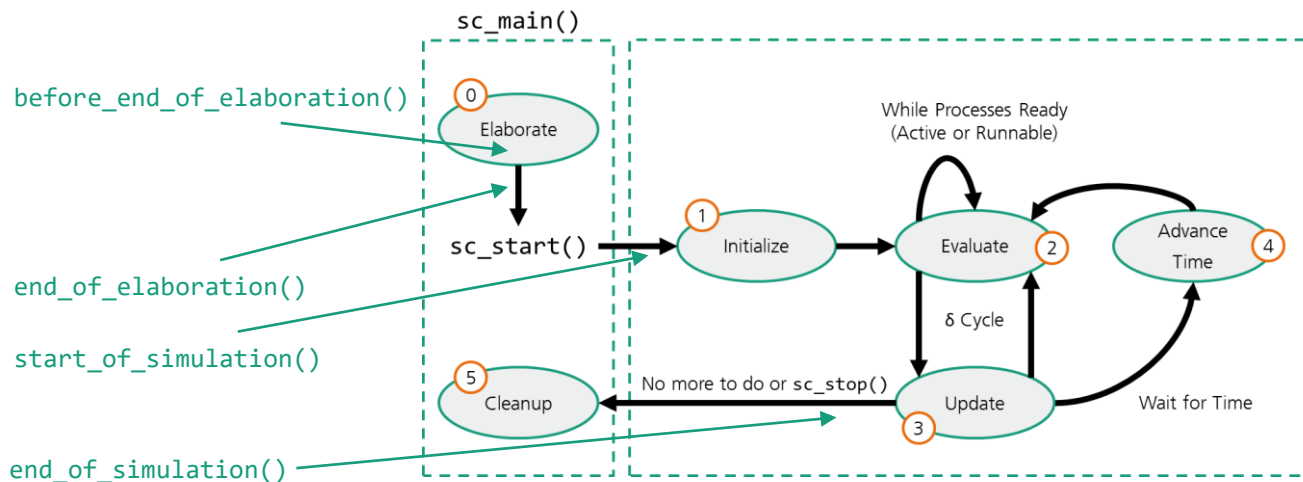 sc_main()
before_end_of_elaboration()
0
Elaborate
While Processes Ready
(Active or Runnable)
sc_start()
1
Initialize
Evaluate
2
Advance
Time
4
end_of_elaboration()
δ Cycle
start_of_simulation()
5
Cleanup
No more to do or sc_stop()
Update
3
Wait for Time
end_of_simulation()